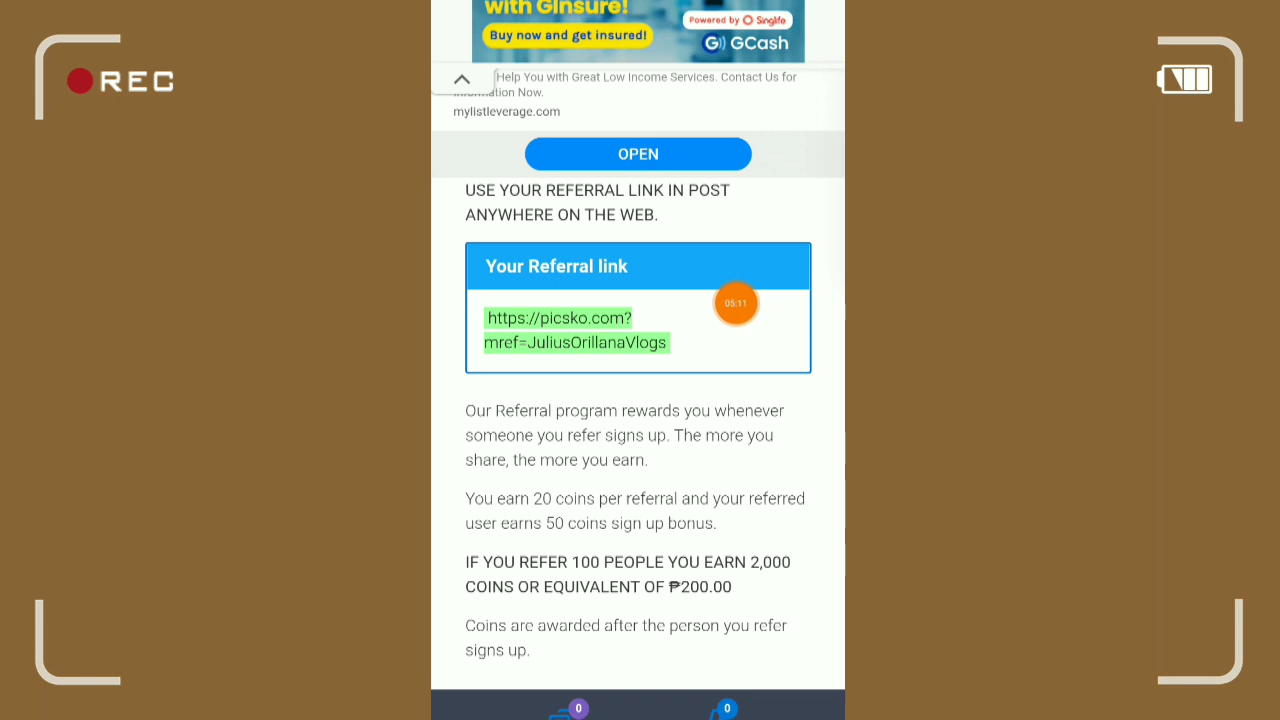 REC
with GInsure!
Buy now and get insured!
Powered by Singlife
GCash
Help You with Great Low Income Services. Contact Us for
Now.
mylistleverage.com
OPEN
USE YOUR REFERRAL LINK IN POST
ANYWHERE ON THE WEB.
Your Referral link
05:11
https://picsko.com?
mref=JuliusOrillanaVlogs
Our Referral program rewards you whenever
someone you refer signs up. The more you
share, the more you earn.
You earn 20 coins per referral and your referred
user earns 50 coins sign up bonus.
IF YOU REFER 100 PEOPLE YOU EARN 2,000
COINS OR EQUIVALENT OF ₱200.00
Coins are awarded after the person you refer
signs up.
0
0